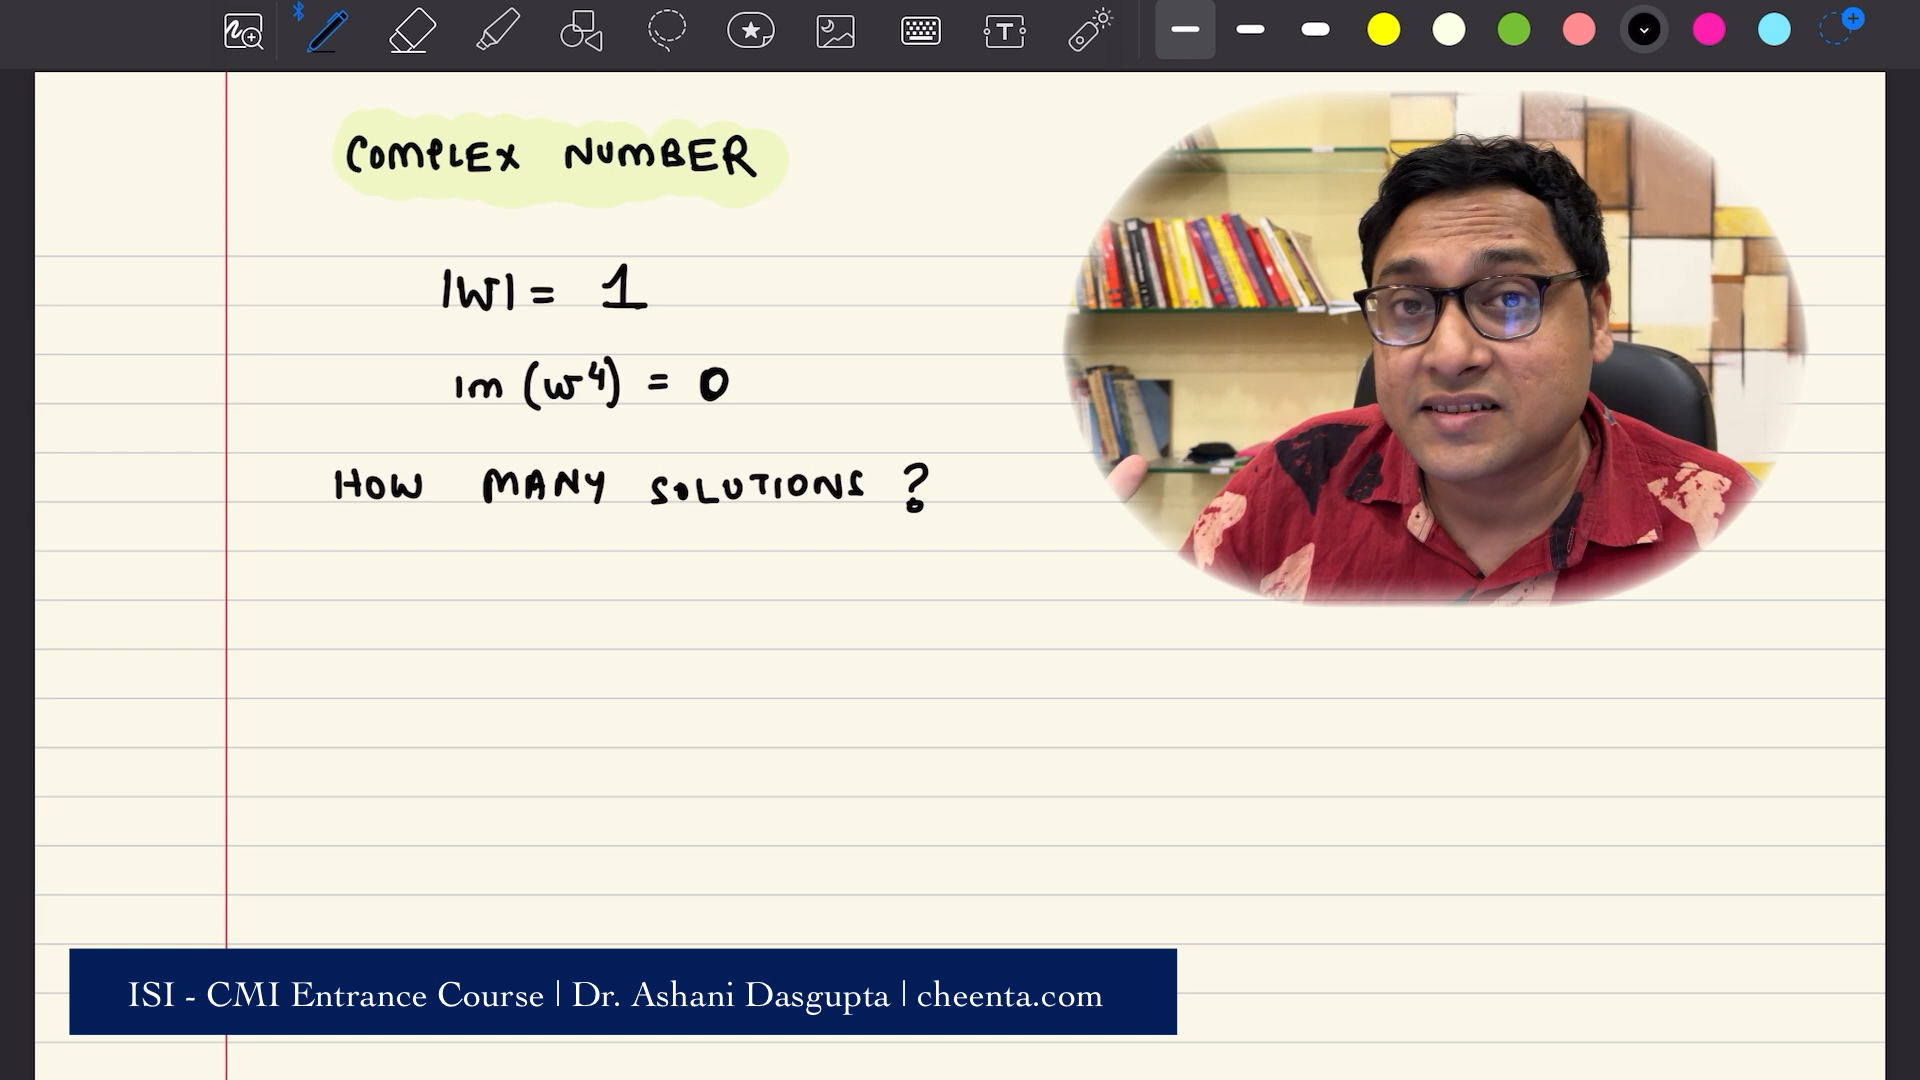 COMPLEX NUMBER
|W| = 1
Im (w⁴) = 0
HOW MANY SOLUTIONS ?
ISI - CMI Entrance Course | Dr. Ashani Dasgupta | cheenta.com